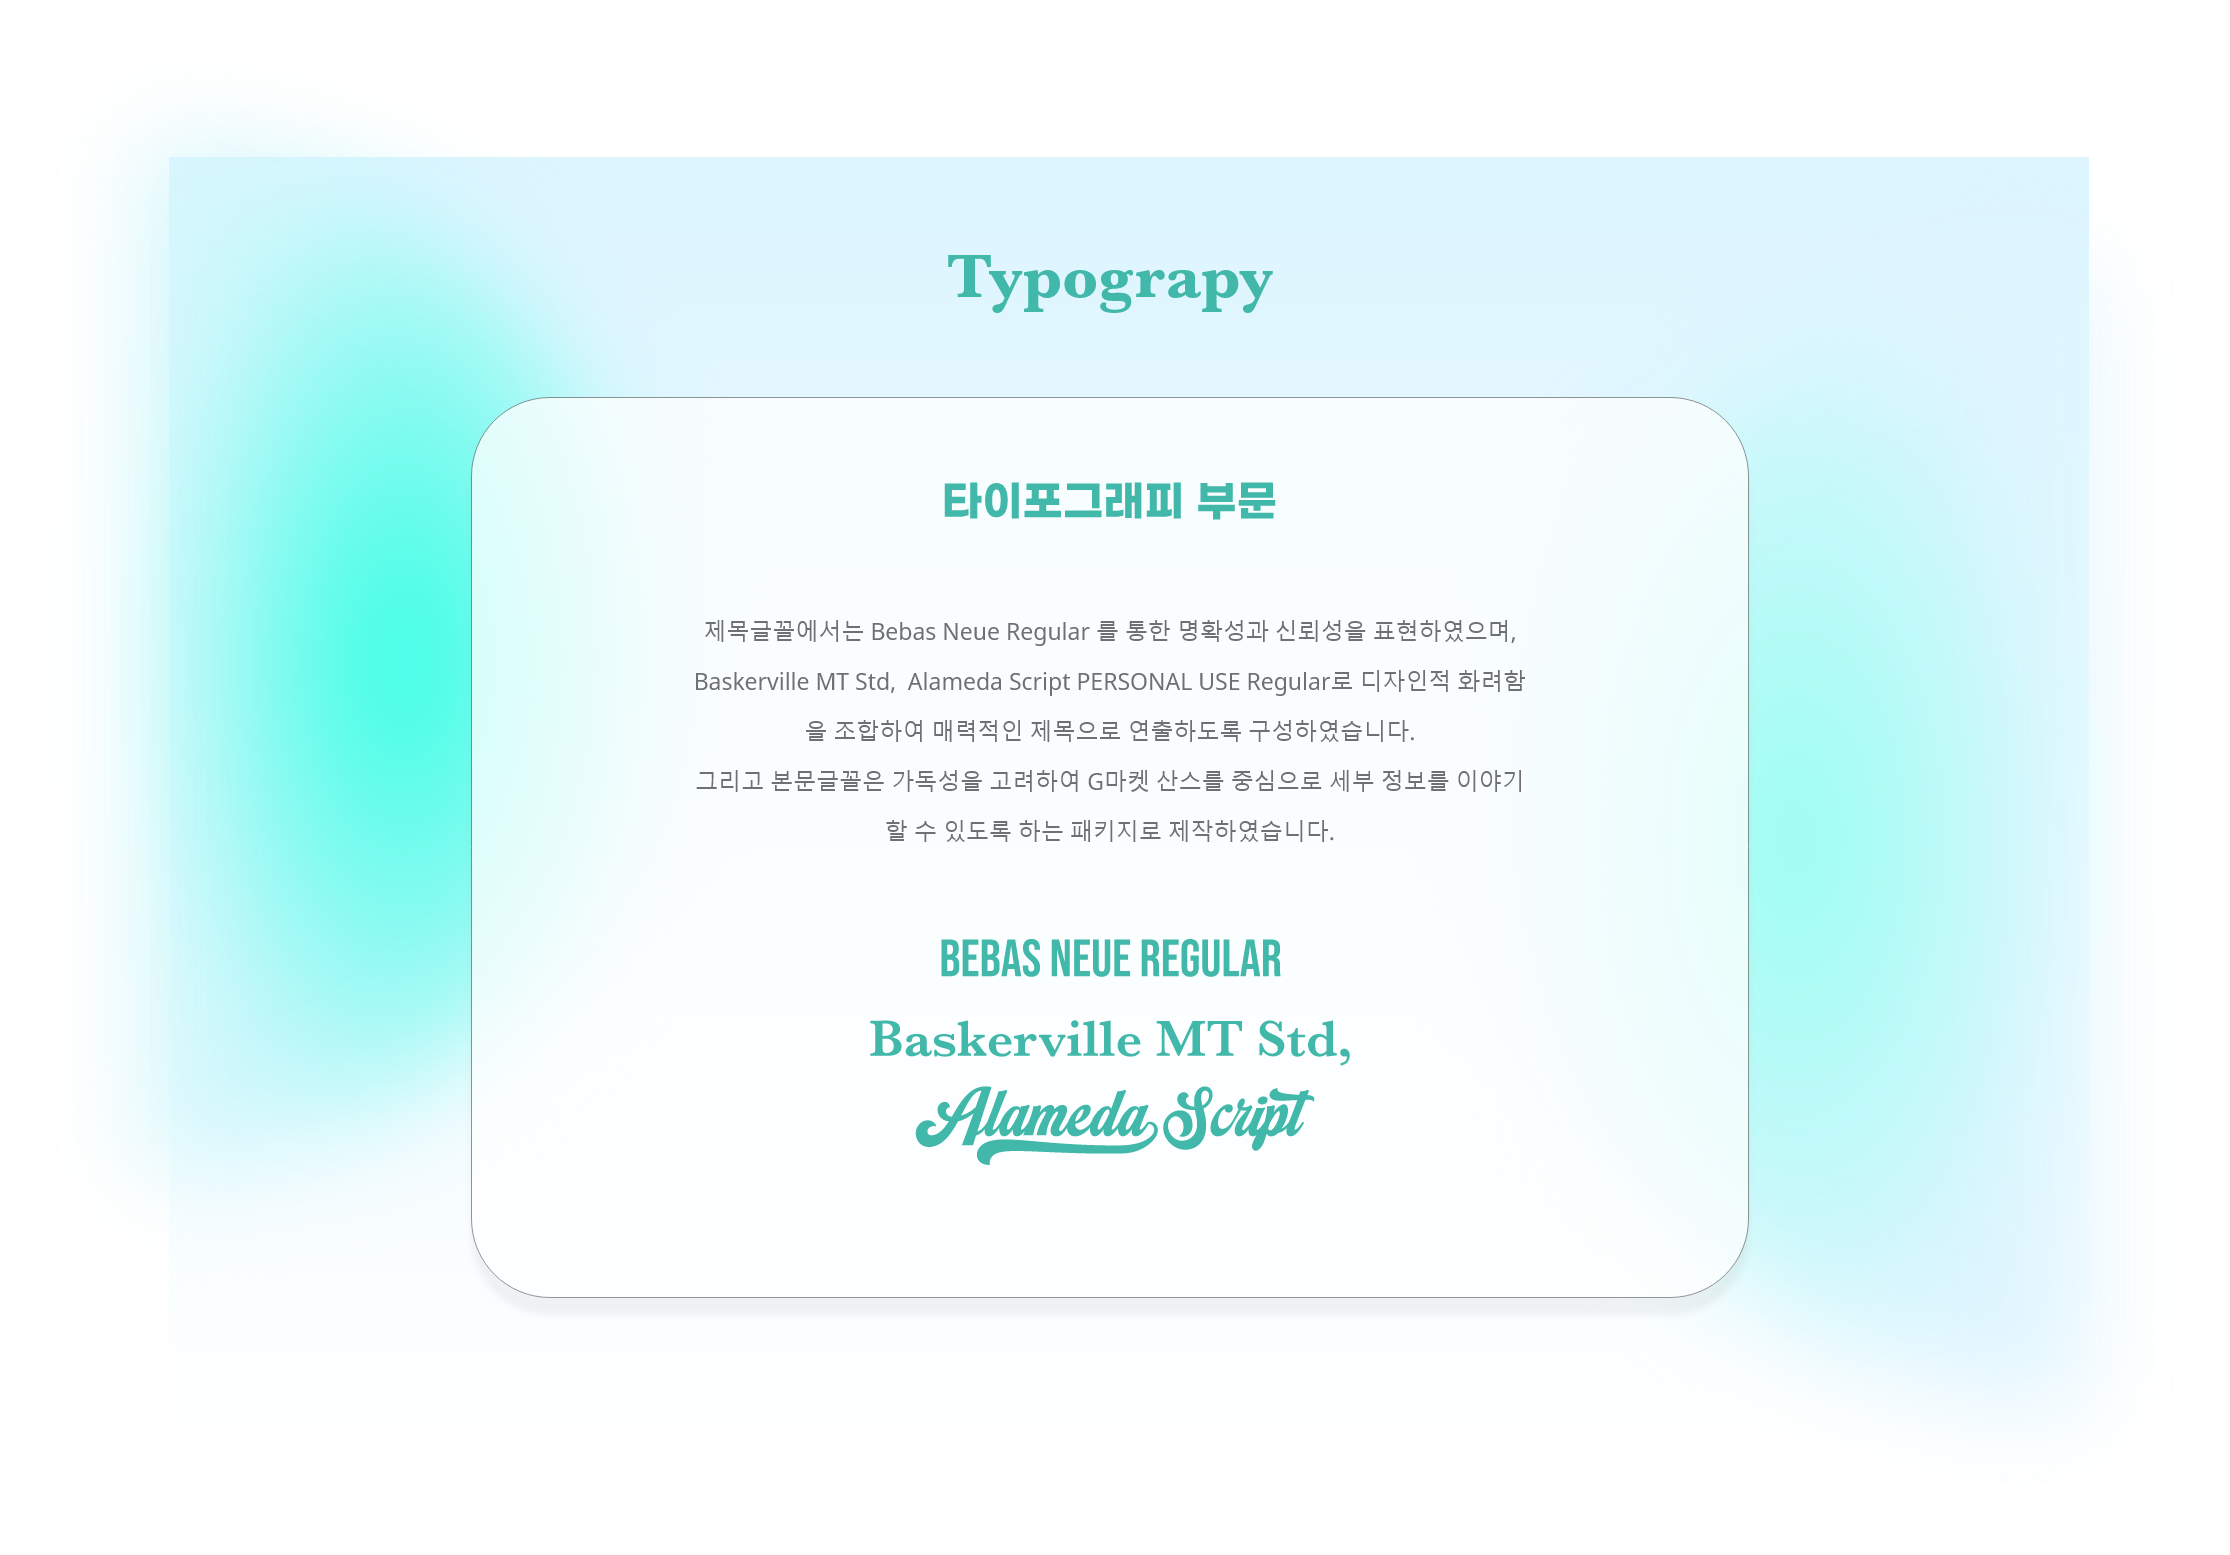 Typograpy
타이포그래피 부문
제목글꼴에서는 Bebas Neue Regular 를 통한 명확성과 신뢰성을 표현하였으며,
Baskerville MT Std,  Alameda Script PERSONAL USE Regular로 디자인적 화려함
을 조합하여 매력적인 제목으로 연출하도록 구성하였습니다.
그리고 본문글꼴은 가독성을 고려하여 G마켓 산스를 중심으로 세부 정보를 이야기
할 수 있도록 하는 패키지로 제작하였습니다.
BEBAS NEUE REGULAR
Baskerville MT Std,
Alameda Script